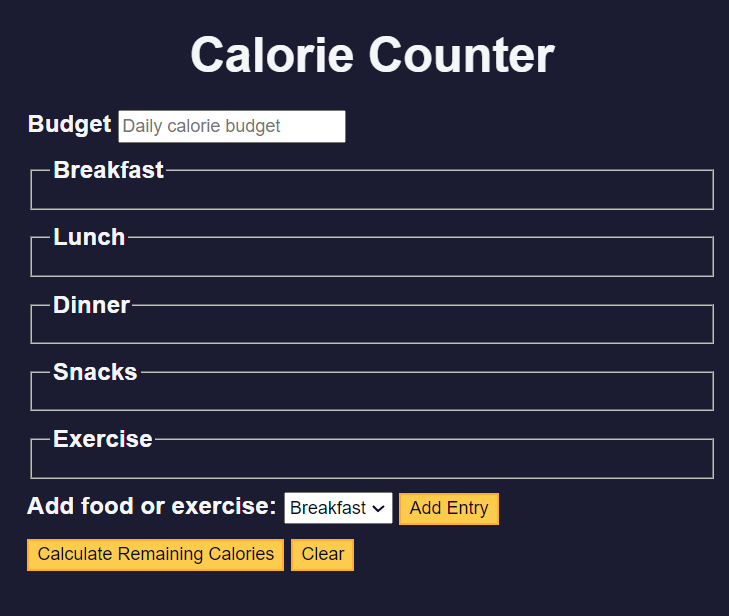 Calorie Counter
Budget Daily calorie budget
Breakfast
Lunch
Dinner
Snacks
Exercise
Add food or exercise: Breakfast Add Entry
Calculate Remaining Calories Clear